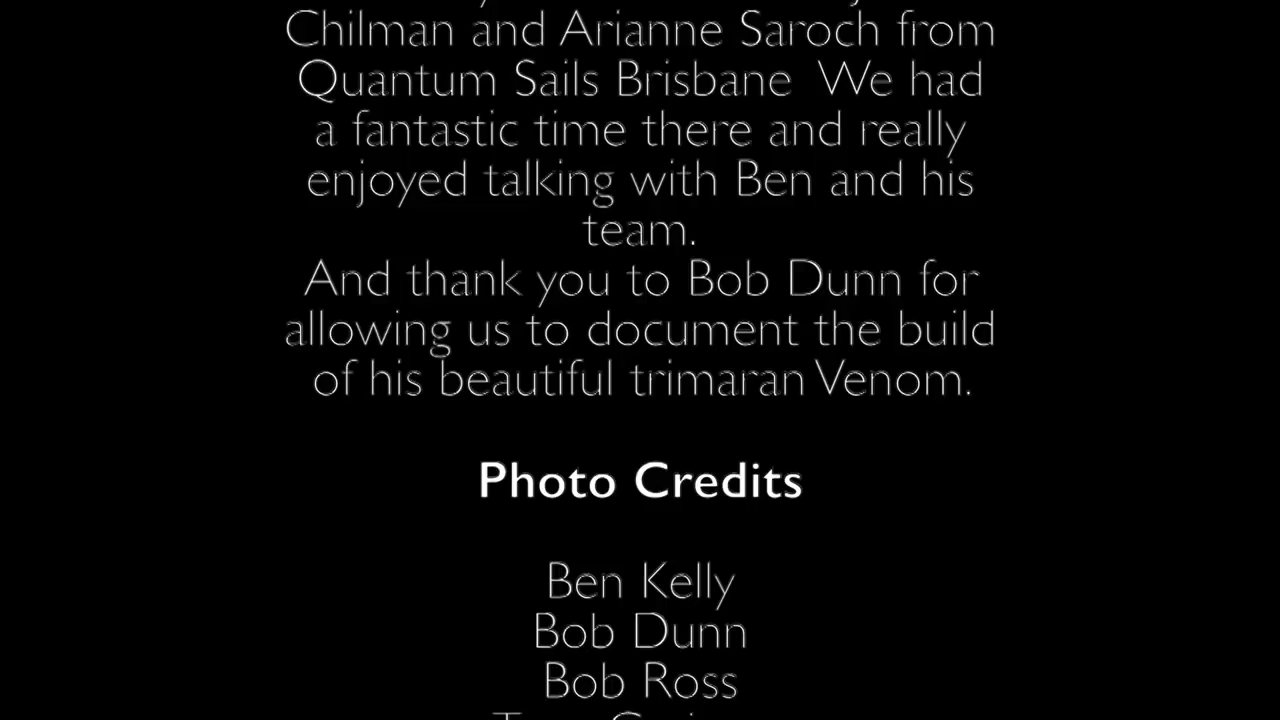 Chilman and Arianne Saroch from
Quantum Sails Brisbane We had
a fantastic time there and really
enjoyed talking with Ben and his
team.
And thank you to Bob Dunn for
allowing us to document the build
of his beautiful trimaran Venom.
Photo Credits
Ben Kelly
Bob Dunn
Bob Ross